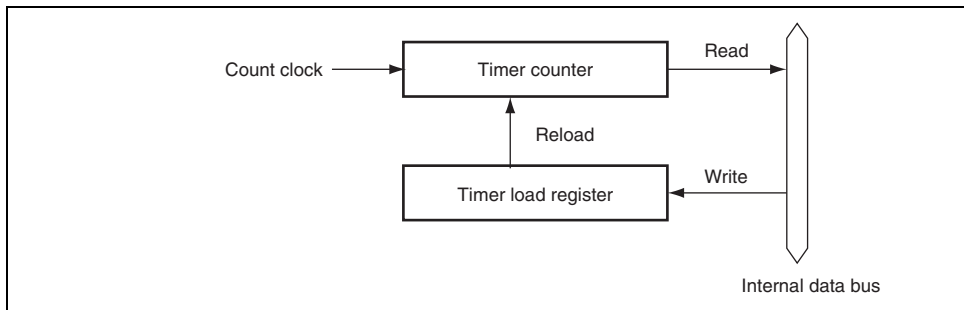 Read
Count clock
Timer counter
Reload
Write
Timer load register
Internal data bus